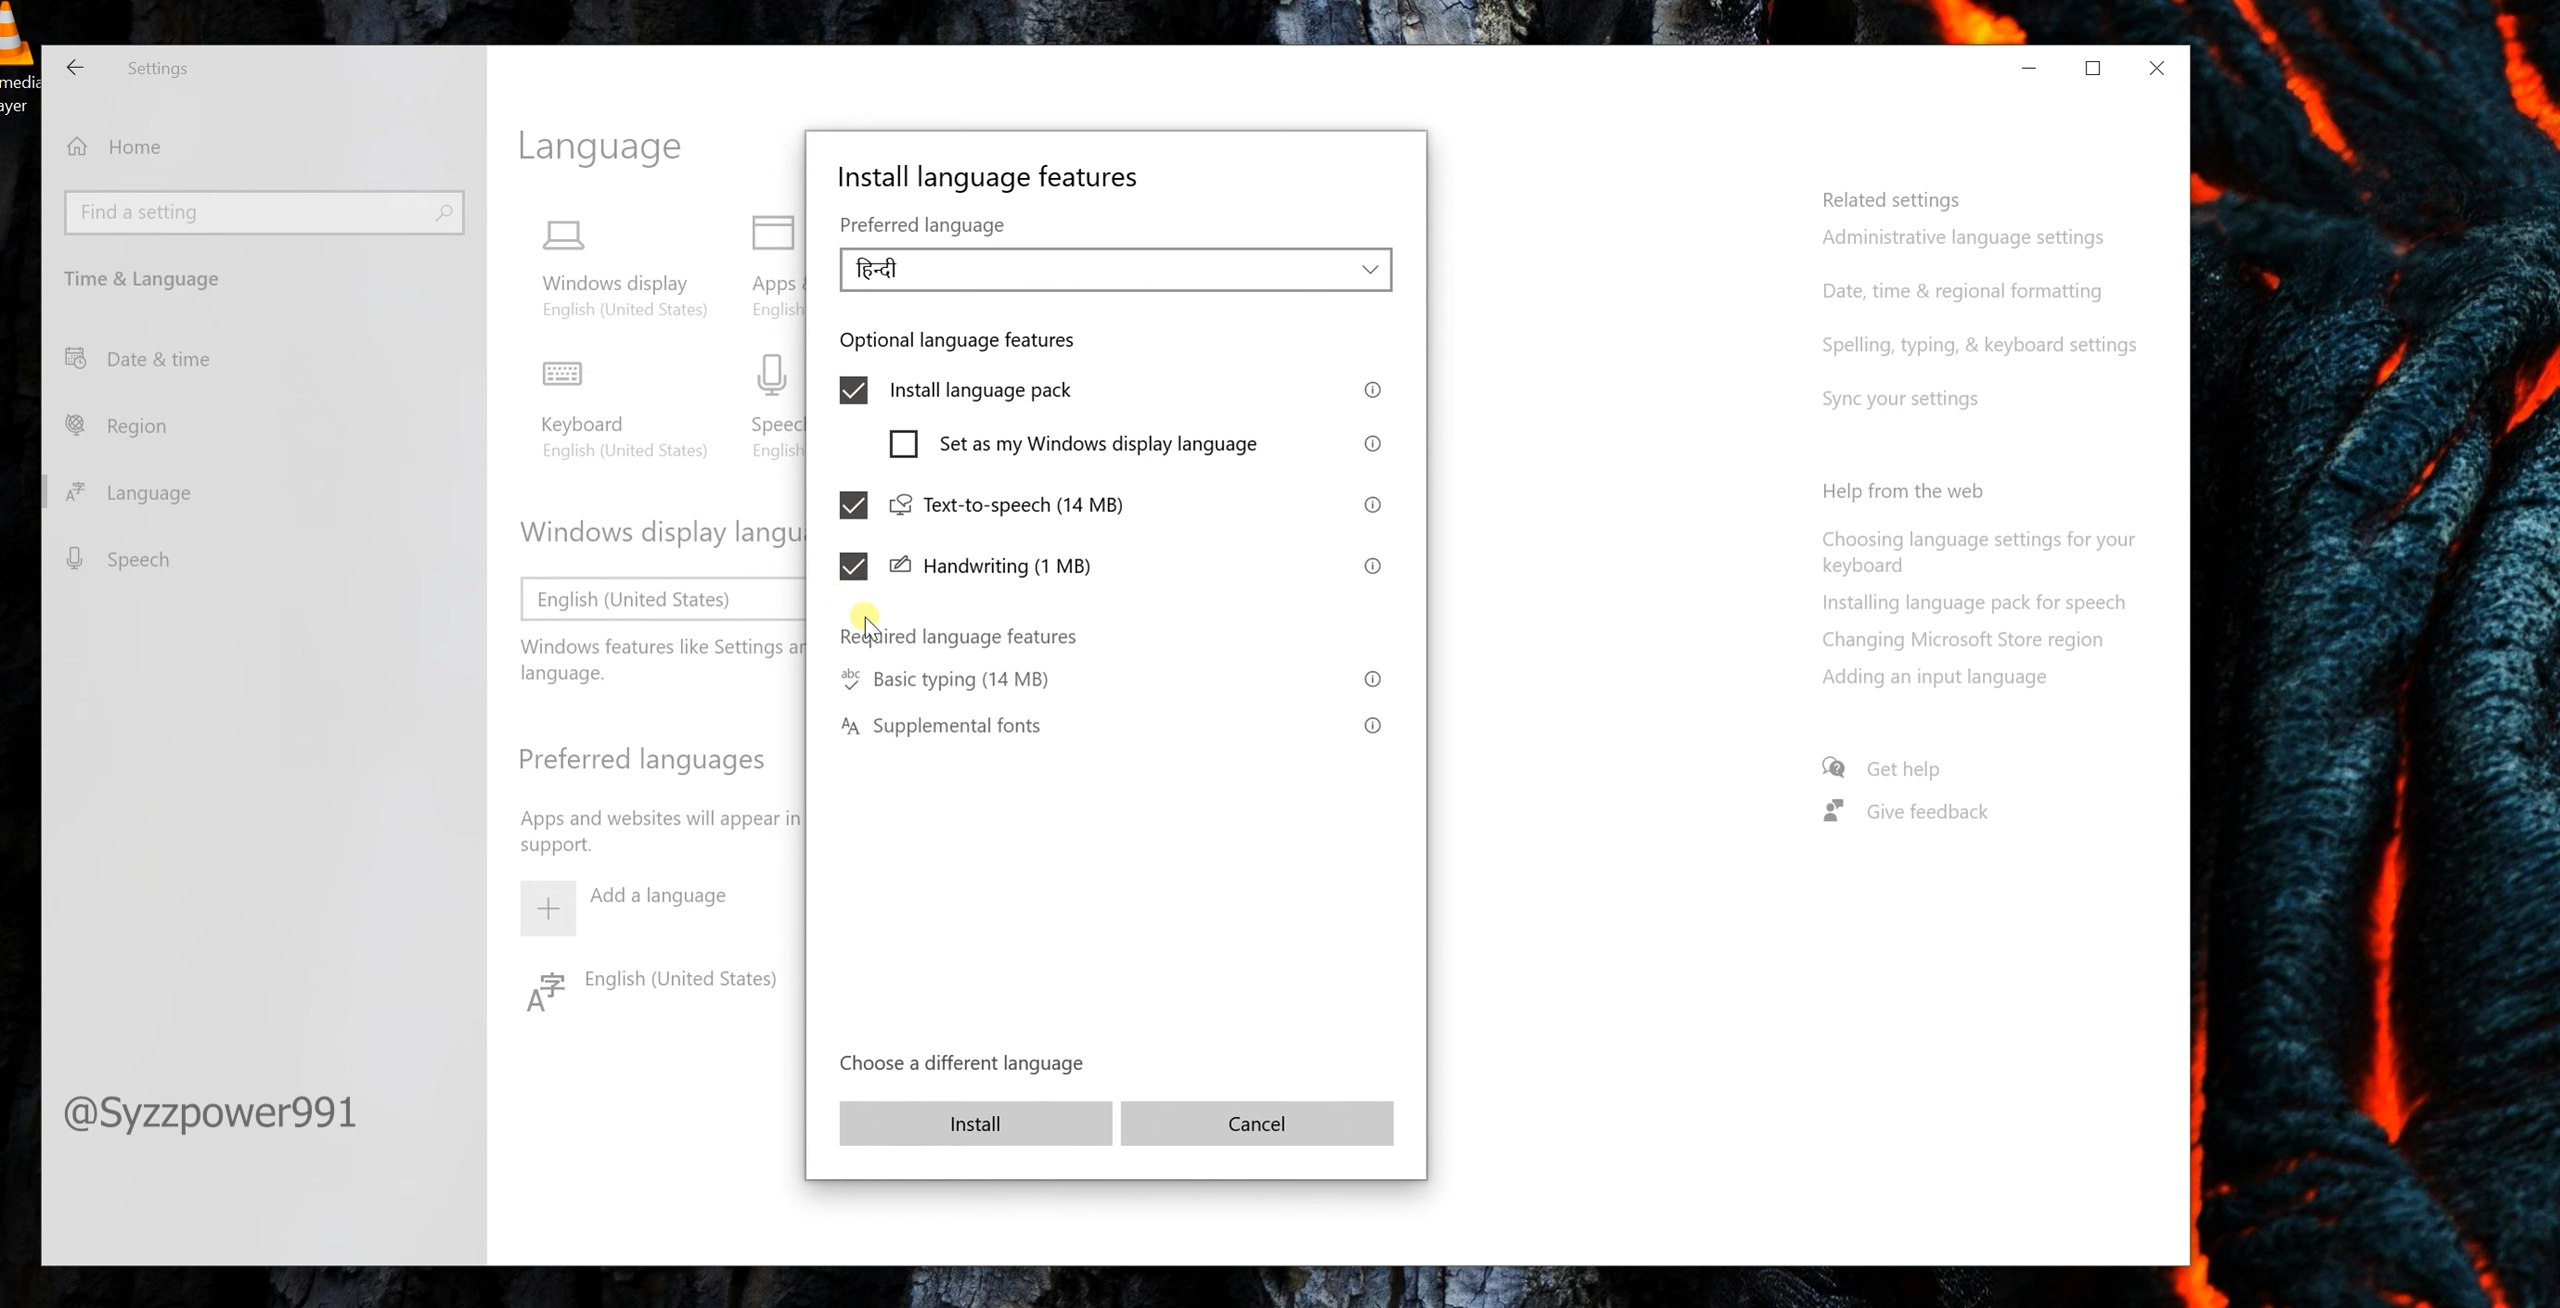 media
ayer
Settings
Home
Find a setting
Time & Language
Date & time
Region
Language
Speech
@Syzzpower991
Language
Windows display
English (United States)
Apps
English
Keyboard
English (United States)
Speec
English
Windows display langu
English (United States)
Windows features like Settings a
language.
Preferred languages
Apps and websites will appear in
support.
Add a language
English (United States)
Install language features
Preferred language
हिन्दी
Optional language features
Install language pack
Set as my Windows display language
Text-to-speech (14 MB)
Handwriting (1 MB)
Required language features
abc
Basic typing (14 MB)
Supplemental fonts
Choose a different language
Install
Cancel
Related settings
Administrative language settings
Date, time & regional formatting
Spelling, typing, & keyboard settings
Sync your settings
Help from the web
Choosing language settings for your
keyboard
Installing language pack for speech
Changing Microsoft Store region
Adding an input language
Get help
Give feedback